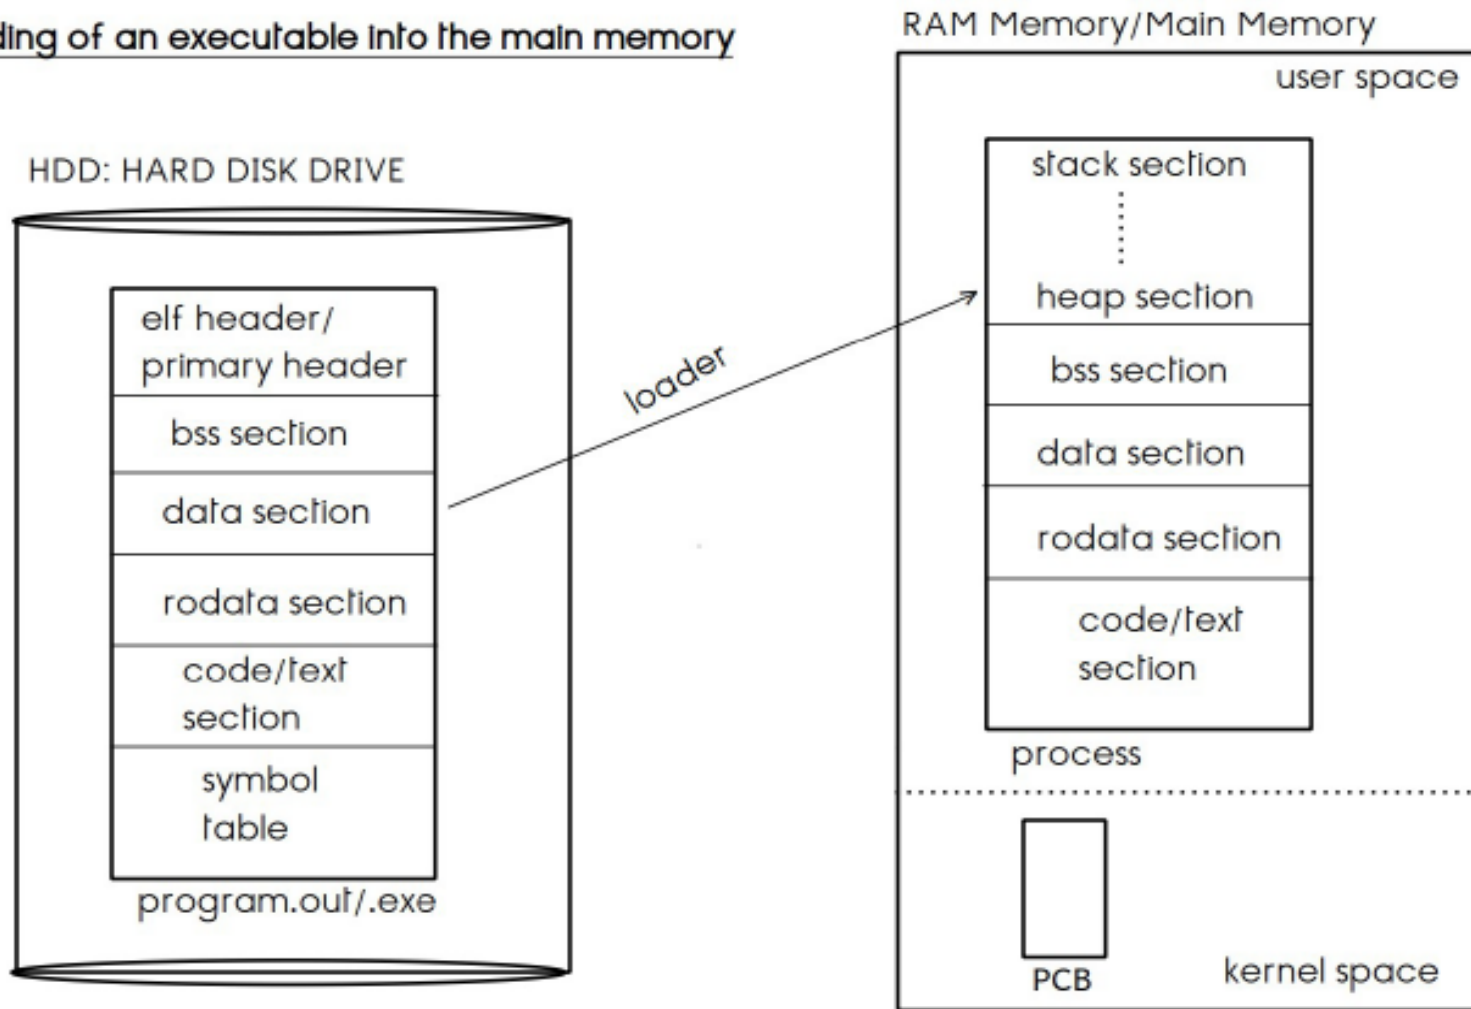 ding of an executable into the main memory
RAM Memory/Main Memory
user space
HDD: HARD DISK DRIVE
elf header/
primary header
bss section
data section
rodata section
code/text
section
symbol
table
program.out/.exe
loader
stack section
heap section
bss section
data section
rodata section
code/text
section
process
PCB
kernel space